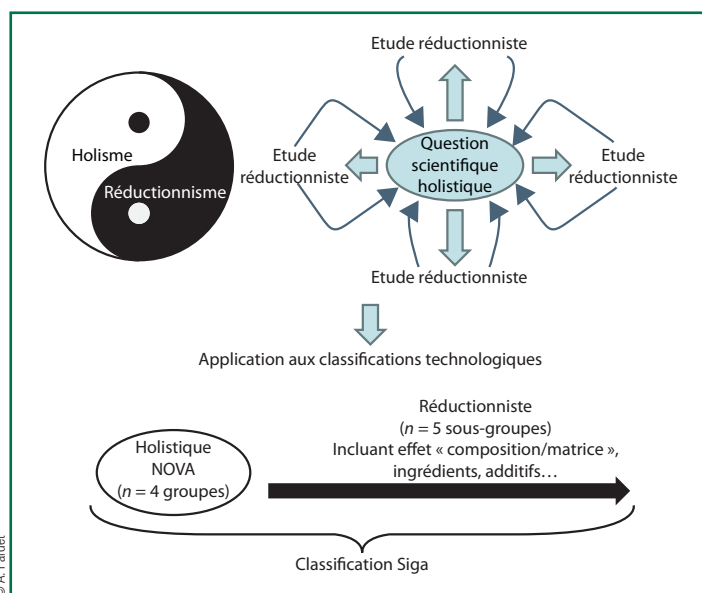 Etude réductionniste
Holisme
Réductionnisme
Etude
réductionniste
Question
scientifique
holistique
Etude
réductionniste
Etude réductionniste
Application aux classifications technologiques
Holistique
NOVA
(n = 4 groupes)
Réductionniste
(n = 5 sous-groupes)
Incluant effet « composition/matrice »,
ingrédients, additifs…
Classification Siga